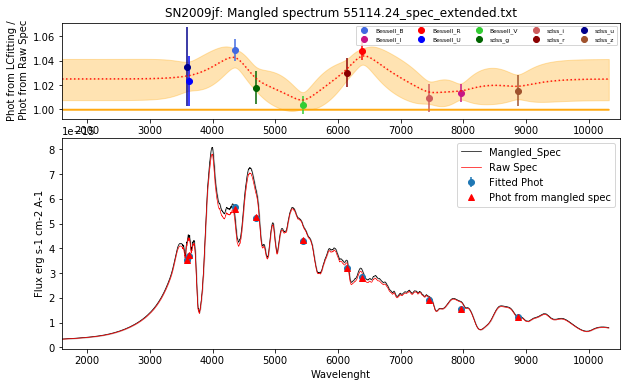 SN2009jf: Mangled spectrum 55114.24_spec_extended.txt
Phot from LCfitting /
Phot from Raw Spec
1.06
1.04
1.02
1.00
Bessell_B Bessell_R Bessell_V sdss_i sdss_u
Bessell_I Bessell_U sdss_g sdss_r sdss_z
2000 3000 4000 5000 6000 7000 8000 9000 10000
1e−15
Flux erg s-1 cm-2 A-1
8
7
6
5
4
3
2
1
0
Mangled_Spec
Raw Spec
Fitted Phot
Phot from mangled spec
2000 3000 4000 5000 6000 7000 8000 9000 10000
Wavelenght